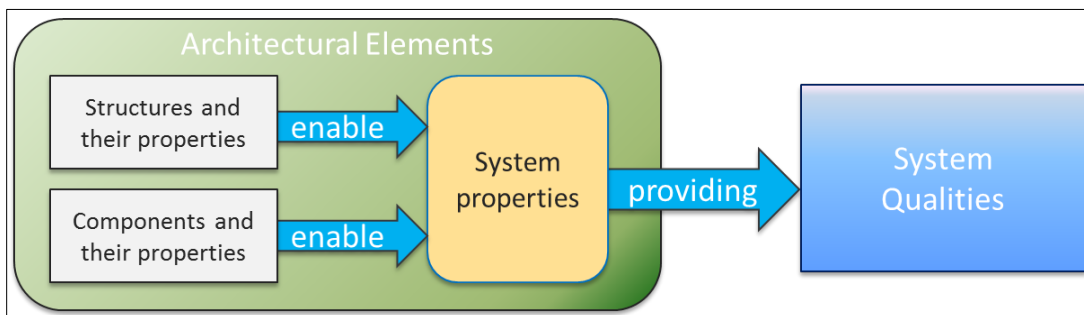 Architectural Elements
Structures and
their properties
enable
Components and
their properties
enable
System
properties
providing
System
Qualities